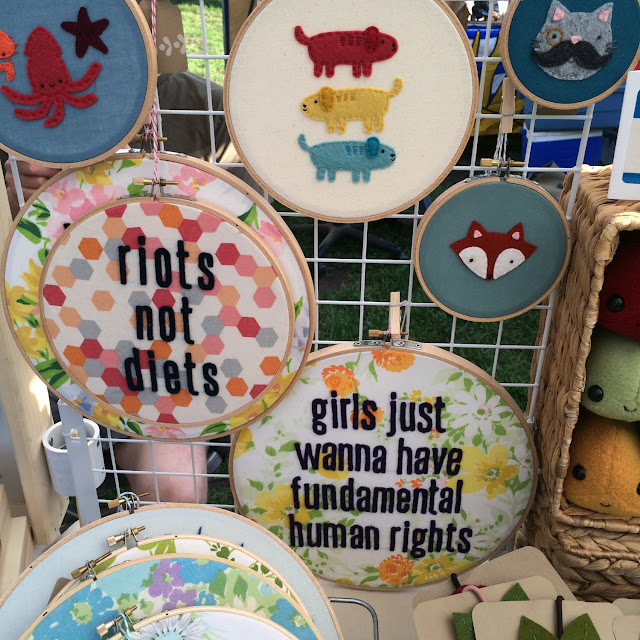 riots
not
diets
girls just
wanna have
fundamental
human rights